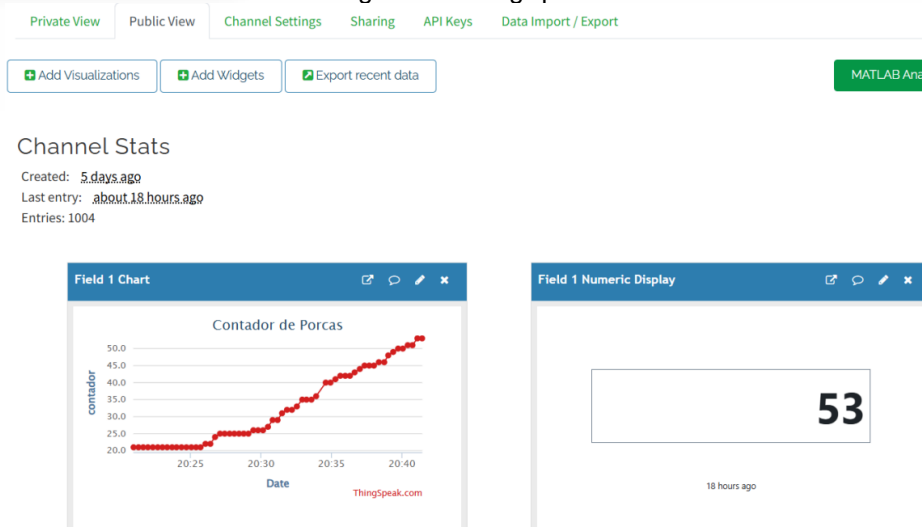 Private View Public View Channel Settings Sharing API Keys Data Import / Export
Add Visualizations Add Widgets Export recent data
MATLAB Ana
Channel Stats
Created: 5 days ago
Last entry: about 18 hours ago
Entries: 1004
Field 1 Chart
Contador de Porcas
50.0
45.0
40.0
35.0
30.0
25.0
20.0
contador
20:25 20:30 20:35 20:40
Date
ThingSpeak.com
Field 1 Numeric Display
53
18 hours ago